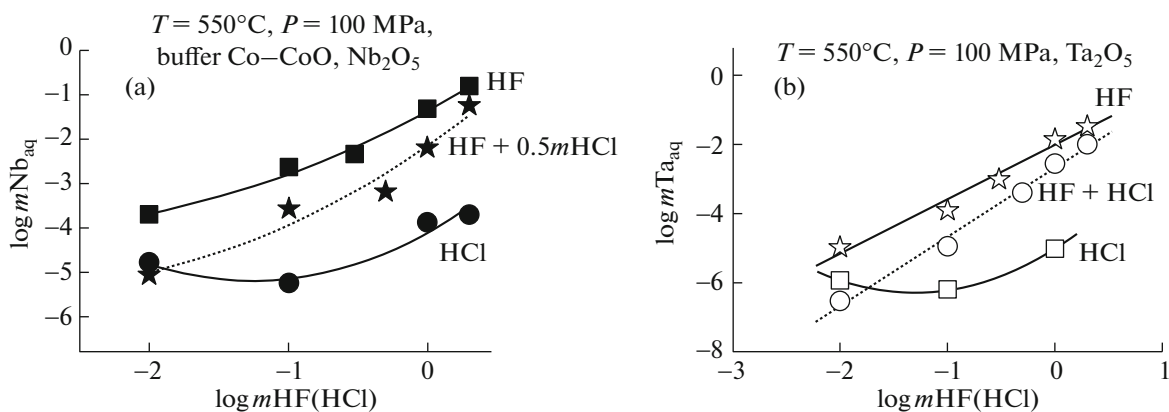 T = 550°C, P = 100 MPa,
buffer Co–CoO, Nb₂O₅
(a)
0
−1
−2
−3
−4
−5
−6
log mNb_aq
HF
HF + 0.5mHCl
HCl
−2
−1
0
log mHF(HCl)
T = 550°C, P = 100 MPa, Ta₂O₅
(b)
0
−2
−4
−6
−8
log mTa_aq
HF
HF + HCl
HCl
−3
−2
−1
0
1
log mHF(HCl)